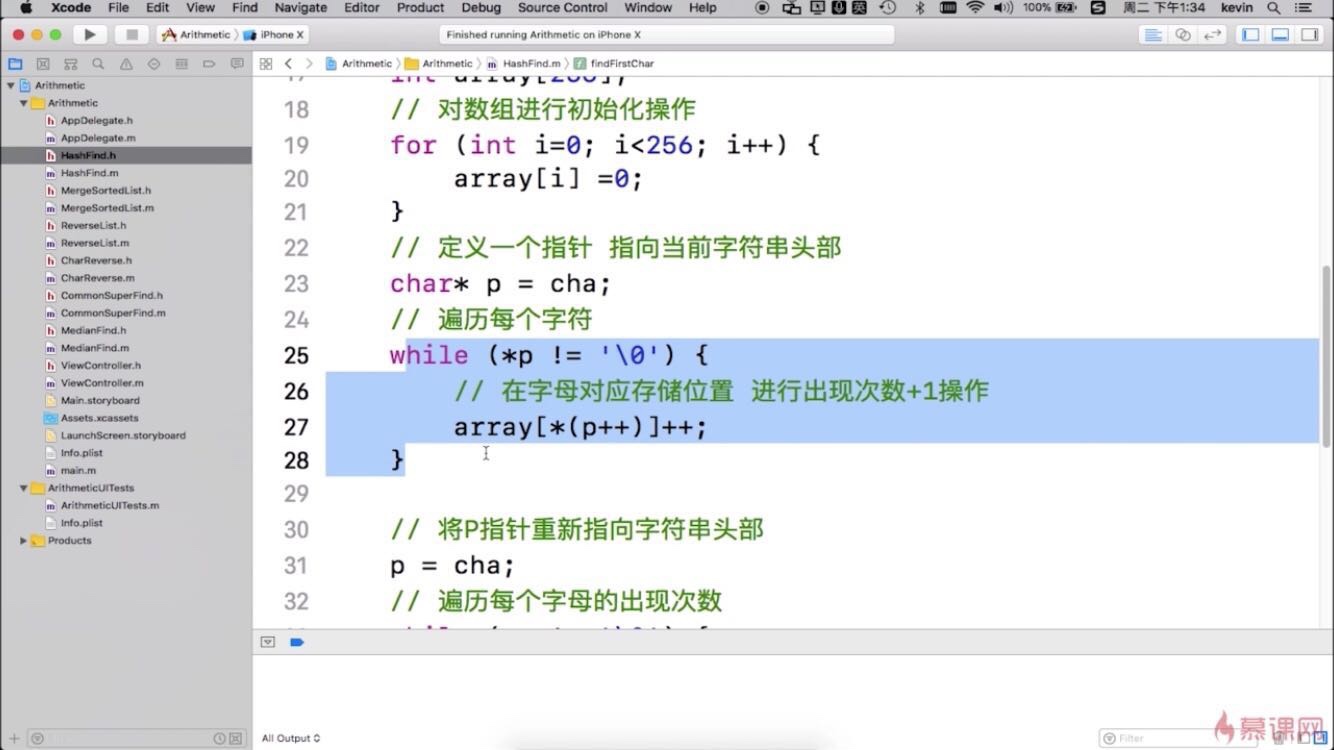 Xcode File Edit View Find Navigate Editor Product Debug Source Control Window Help 100% 周二 下午1:34 kevin
Arithmetic 〉 iPhone X
Finished running Arithmetic on iPhone X
Arithmetic 〉 Arithmetic 〉 HashFind.m 〉 findFirstChar
Arithmetic
Arithmetic
AppDelegate.h
AppDelegate.m
HashFind.h
HashFind.m
MergeSortedList.h
MergeSortedList.m
ReverseList.h
ReverseList.m
CharReverse.h
CharReverse.m
CommonSuperFind.h
CommonSuperFind.m
MedianFind.h
MedianFind.m
ViewController.h
ViewController.m
Main.storyboard
Assets.xcassets
LaunchScreen.storyboard
Info.plist
main.m
ArithmeticUITests
ArithmeticUITests.m
Info.plist
Products
17 int array[256];
18 // 对数组进行初始化操作
19 for (int i=0; i<256; i++) {
20 array[i] =0;
21 }
22 // 定义一个指针 指向当前字符串头部
23 char* p = cha;
24 // 遍历每个字符
25 while (*p != '\0') {
26 // 在字母对应存储位置 进行出现次数+1操作
27 array[*(p++)]++;
28 }
29
30 // 将P指针重新指向字符串头部
31 p = cha;
32 // 遍历每个字母的出现次数
All Output
Filter
慕课网